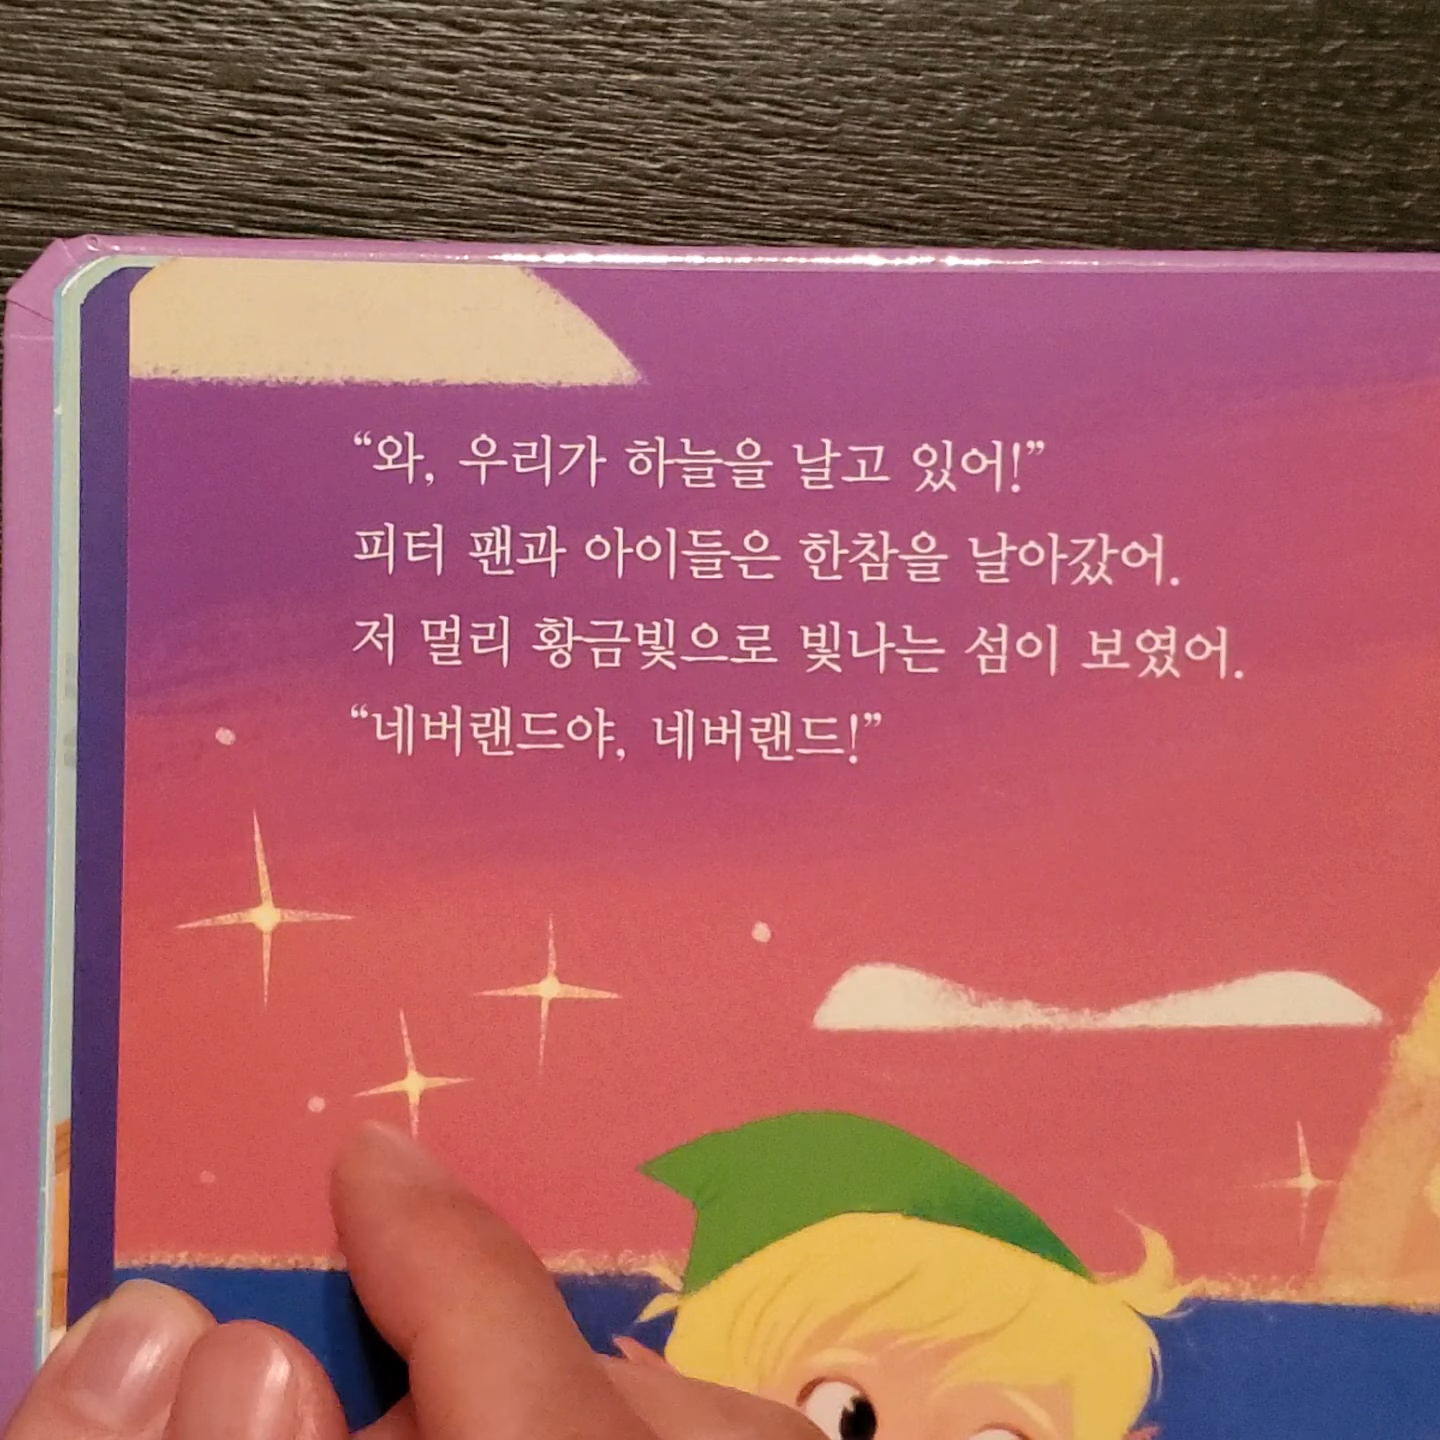 “와, 우리가 하늘을 날고 있어!”
피터 팬과 아이들은 한참을 날아갔어.
저 멀리 황금빛으로 빛나는 섬이 보였어.
“네버랜드야, 네버랜드!”